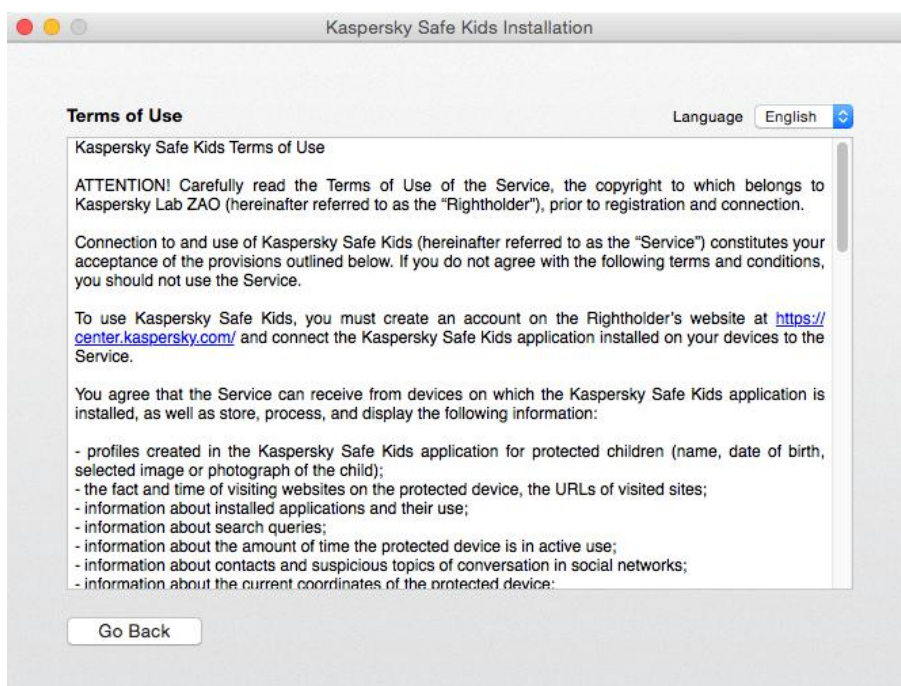 Kaspersky Safe Kids Installation
Terms of Use
Language English
Kaspersky Safe Kids Terms of Use
ATTENTION! Carefully read the Terms of Use of the Service, the copyright to which belongs to
Kaspersky Lab ZAO (hereinafter referred to as the “Rightholder”), prior to registration and connection.
Connection to and use of Kaspersky Safe Kids (hereinafter referred to as the “Service”) constitutes your
acceptance of the provisions outlined below. If you do not agree with the following terms and conditions,
you should not use the Service.
To use Kaspersky Safe Kids, you must create an account on the Rightholder's website at https://
center.kaspersky.com/ and connect the Kaspersky Safe Kids application installed on your devices to the
Service.
You agree that the Service can receive from devices on which the Kaspersky Safe Kids application is
installed, as well as store, process, and display the following information:
- profiles created in the Kaspersky Safe Kids application for protected children (name, date of birth,
selected image or photograph of the child);
- the fact and time of visiting websites on the protected device, the URLs of visited sites;
- information about installed applications and their use;
- information about search queries;
- information about the amount of time the protected device is in active use;
- information about contacts and suspicious topics of conversation in social networks;
- information about the current coordinates of the protected device;
Go Back